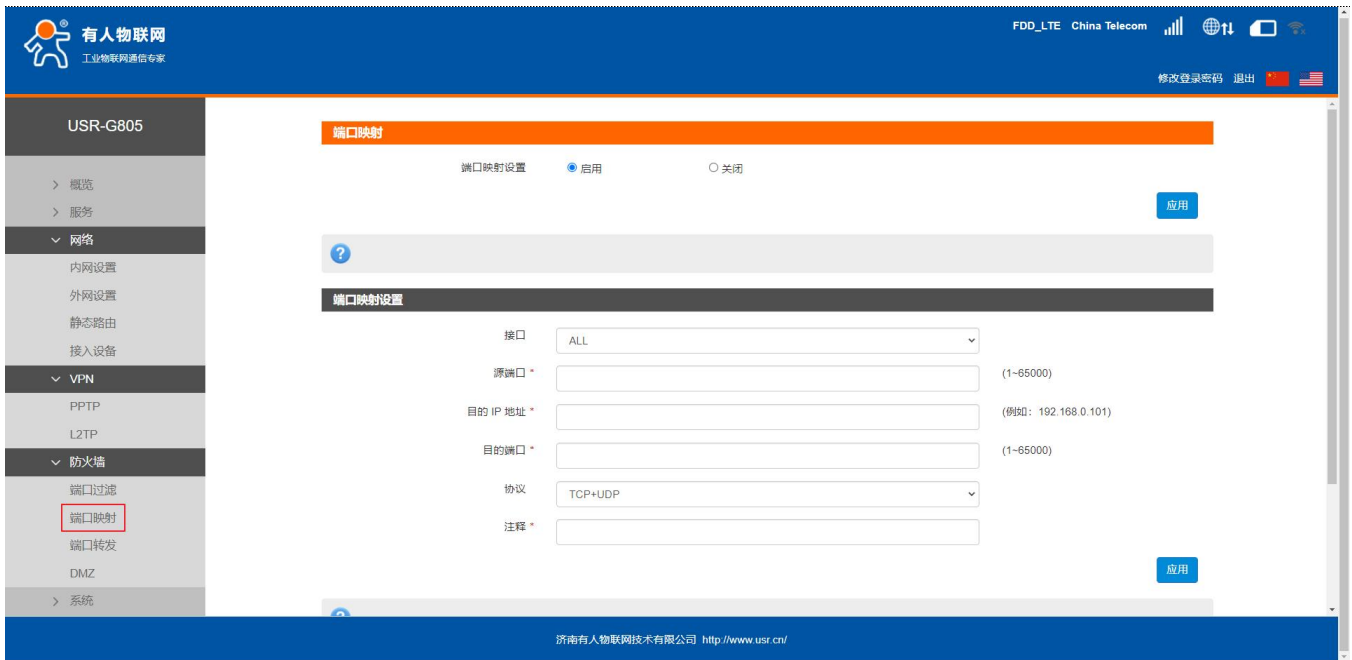 有人物联网
工业物联网通信专家
FDD_LTE China Telecom
修改登录密码 退出
USR-G805
概览
服务
网络
内网设置
外网设置
静态路由
接入设备
VPN
PPTP
L2TP
防火墙
端口过滤
端口映射
端口转发
DMZ
系统
端口映射
端口映射设置 启用 关闭
应用
?
端口映射设置
接口 ALL
源端口 * (1~65000)
目的 IP 地址 * (例如：192.168.0.101)
目的端口 * (1~65000)
协议 TCP+UDP
注释 *
应用
济南有人物联网技术有限公司 http://www.usr.cn/